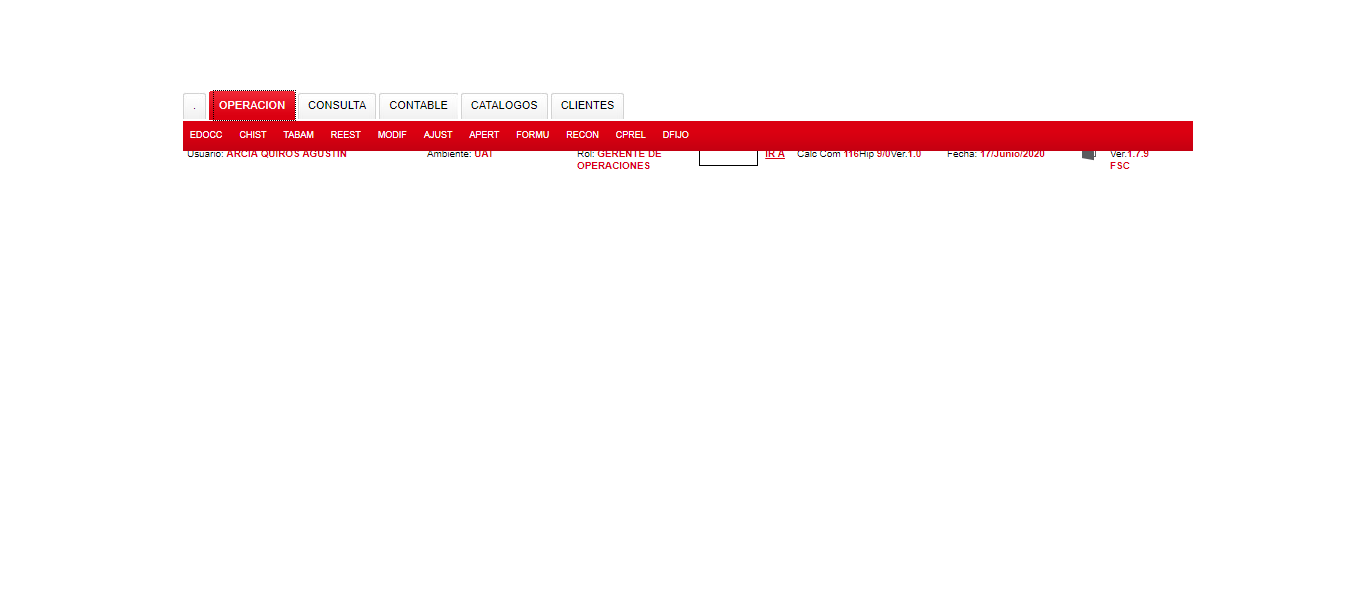 . OPERACION CONSULTA CONTABLE CATALOGOS CLIENTES
EDOCC CHIST TABAM REEST MODIF AJUST APERT FORMU RECON CPREL DFIJO
Usuario: ARCIA QUIROS AGUSTIN Ambiente: UAT Rol: GERENTE DE IR A Calc Com 116Hip 9/0Ver.1.0 Fecha: 17/Junio/2020 Ver.1.7.9
OPERACIONES FSC